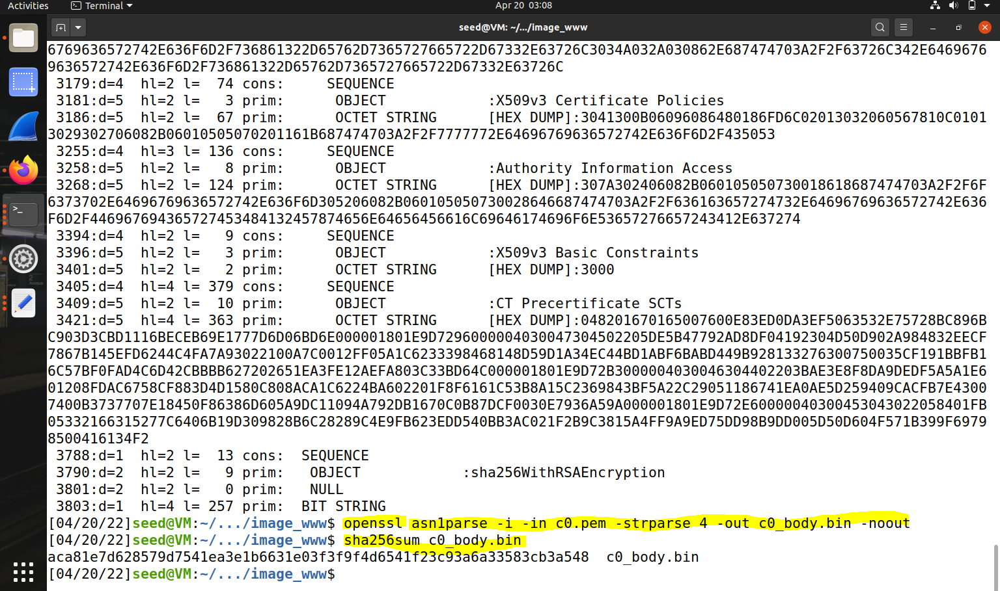 Activities Terminal Apr 20 03:08
seed@VM: ~/.../image_www
6769636572742E636F6D2F736861322D65762D7365727665722D67332E63726C3034A032A030862E687474703A2F2F63726C342E6469676
9636572742E636F6D2F736861322D65762D7365727665722D67332E63726C
3179:d=4 hl=2 l= 74 cons: SEQUENCE
3181:d=5 hl=2 l= 3 prim: OBJECT :X509v3 Certificate Policies
3186:d=5 hl=2 l= 67 prim: OCTET STRING [HEX DUMP]:3041300B06096086480186FD6C02013032060567810C0101
3029302706082B06010505070201161B687474703A2F2F7777772E64696769636572742E636F6D2F435053
3255:d=4 hl=3 l= 136 cons: SEQUENCE
3258:d=5 hl=2 l= 8 prim: OBJECT :Authority Information Access
3268:d=5 hl=2 l= 124 prim: OCTET STRING [HEX DUMP]:307A302406082B060105050730018618687474703A2F2F6F
6373702E64696769636572742E636F6D305206082B060105050730028646687474703A2F2F636163657274732E64696769636572742E636
F6D2F446967694365727453484132457874656E64656456616C69646174696F6E53657276657243412E637274
3394:d=4 hl=2 l= 9 cons: SEQUENCE
3396:d=5 hl=2 l= 3 prim: OBJECT :X509v3 Basic Constraints
3401:d=5 hl=2 l= 2 prim: OCTET STRING [HEX DUMP]:3000
3405:d=4 hl=4 l= 379 cons: SEQUENCE
3409:d=5 hl=2 l= 10 prim: OBJECT :CT Precertificate SCTs
3421:d=5 hl=4 l= 363 prim: OCTET STRING [HEX DUMP]:048201670165007600E83ED0DA3EF5063532E75728BC896B
C903D3CBD1116BECEB69E1777D6D06BD6E000001801E9D7296000004030047304502205DE5B47792AD8DF04192304D50D902A984832EECF
7867B145EFD6244C4FA7A93022100A7C0012FF05A1C6233398468148D59D1A34EC44BD1ABF6BABD449B9281332763007500​35CF191BBFB1
6C57BF0FAD4C6D42CBBBB627202651EA3FE12AEFA803C33BD64C000001801E9D72B3000004030046304402203BAE3E8F8DA9DEDF5A5A1E6
01208FDAC6758CF883D4D1580C808ACA1C6224BA602201F8F6161C53B8A15C2369843BF5A22C29051186741EA0AE5D259409CACFB7E4300
7400B3737707E18450F86386D605A9DC11094A792DB1670C0B87DCF0030E7936A59A000001801E9D72E600000403004530430220​58401FB
05332166315277C6406B19D309828B6C28289C4E9FB623EDD540BB3AC021F2B9C3815A4FF9A9ED75DD98B9DD005D50D604F571B399F6979
8500416134F2
3788:d=1 hl=2 l= 13 cons: SEQUENCE
3790:d=2 hl=2 l= 9 prim: OBJECT :sha256WithRSAEncryption
3801:d=2 hl=2 l= 0 prim: NULL
3803:d=1 hl=4 l= 257 prim: BIT STRING
[04/20/22]seed@VM:~/.../image_www$ openssl asn1parse -i -in c0.pem -strparse 4 -out c0_body.bin -noout
[04/20/22]seed@VM:~/.../image_www$ sha256sum c0_body.bin
aca81e7d628579d7541ea3e1b6631e03f3f9f4d6541f23c93a6a33583cb3a548 c0_body.bin
[04/20/22]seed@VM:~/.../image_www$